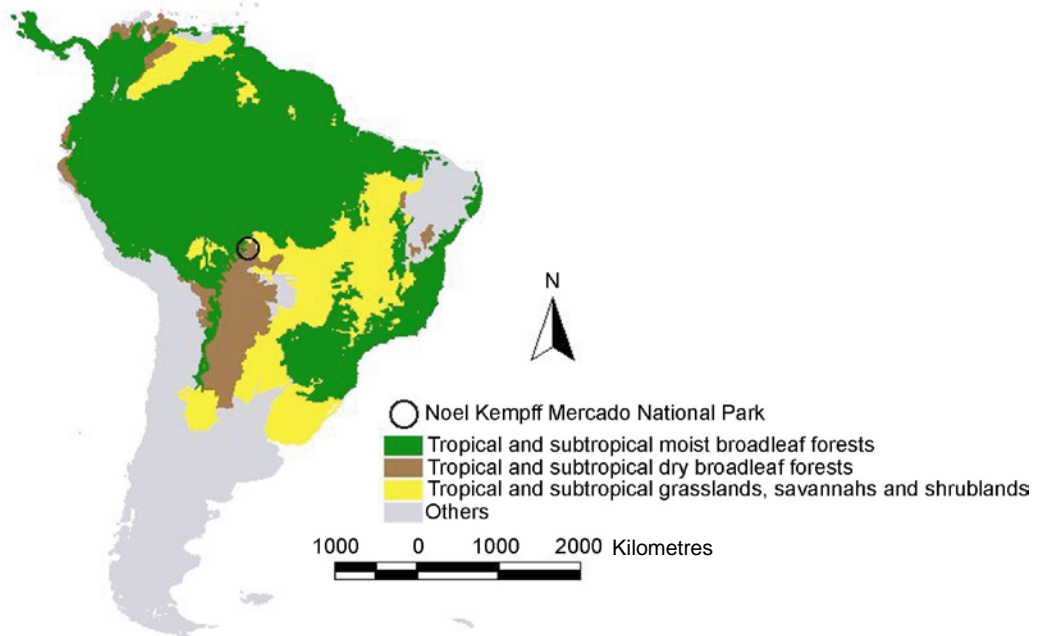 N
Noel Kempff Mercado National Park
Tropical and subtropical moist broadleaf forests
Tropical and subtropical dry broadleaf forests
Tropical and subtropical grasslands, savannahs and shrublands
Others
1000 0 1000 2000 Kilometres